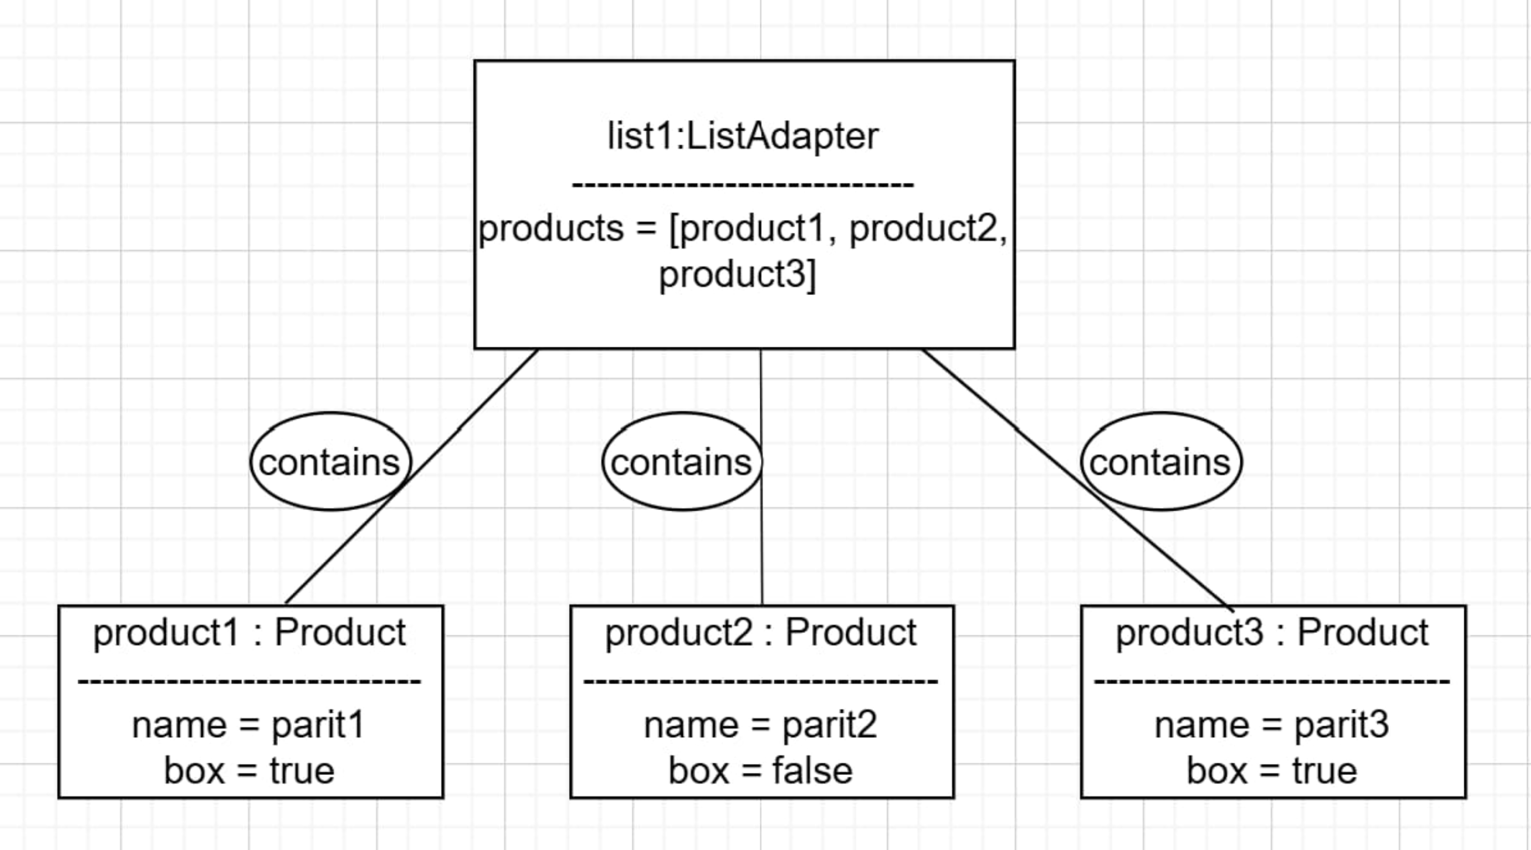 list1:ListAdapter
---------------------------
products = [product1, product2,
product3]
contains
contains
contains
product1 : Product
---------------------------
name = parit1
box = true
product2 : Product
----------------------------
name = parit2
box = false
product3 : Product
----------------------------
name = parit3
box = true